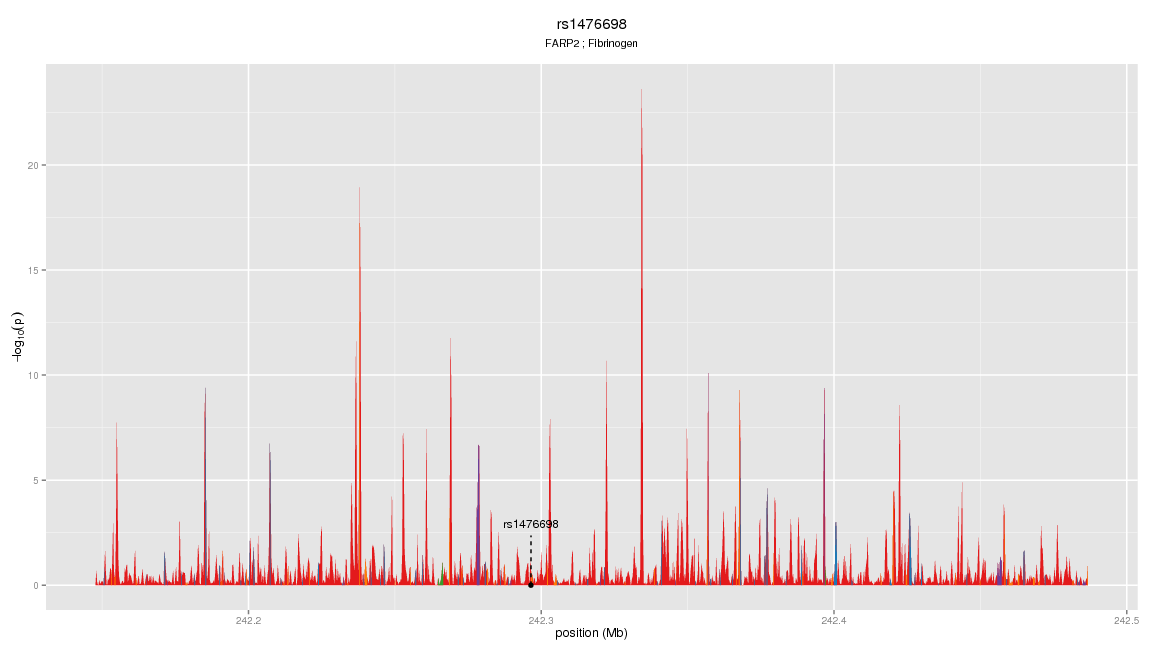 rs1476698
FARP2 ; Fibrinogen
20
15
10
5
0
−log10(p)
rs1476698
242.2
242.3
242.4
242.5
position (Mb)